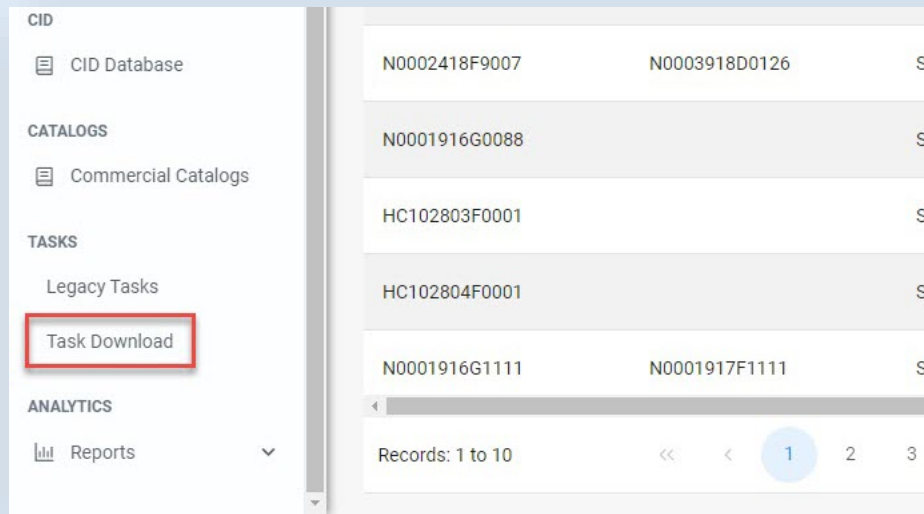 CID
CID Database
CATALOGS
Commercial Catalogs
TASKS
Legacy Tasks
Task Download
ANALYTICS
Reports
N0002418F9007 N0003918D0126 S
N0001916G0088 S
HC102803F0001 S
HC102804F0001 S
N0001916G1111 N0001917F1111 S
Records: 1 to 10 << < 1 2 3